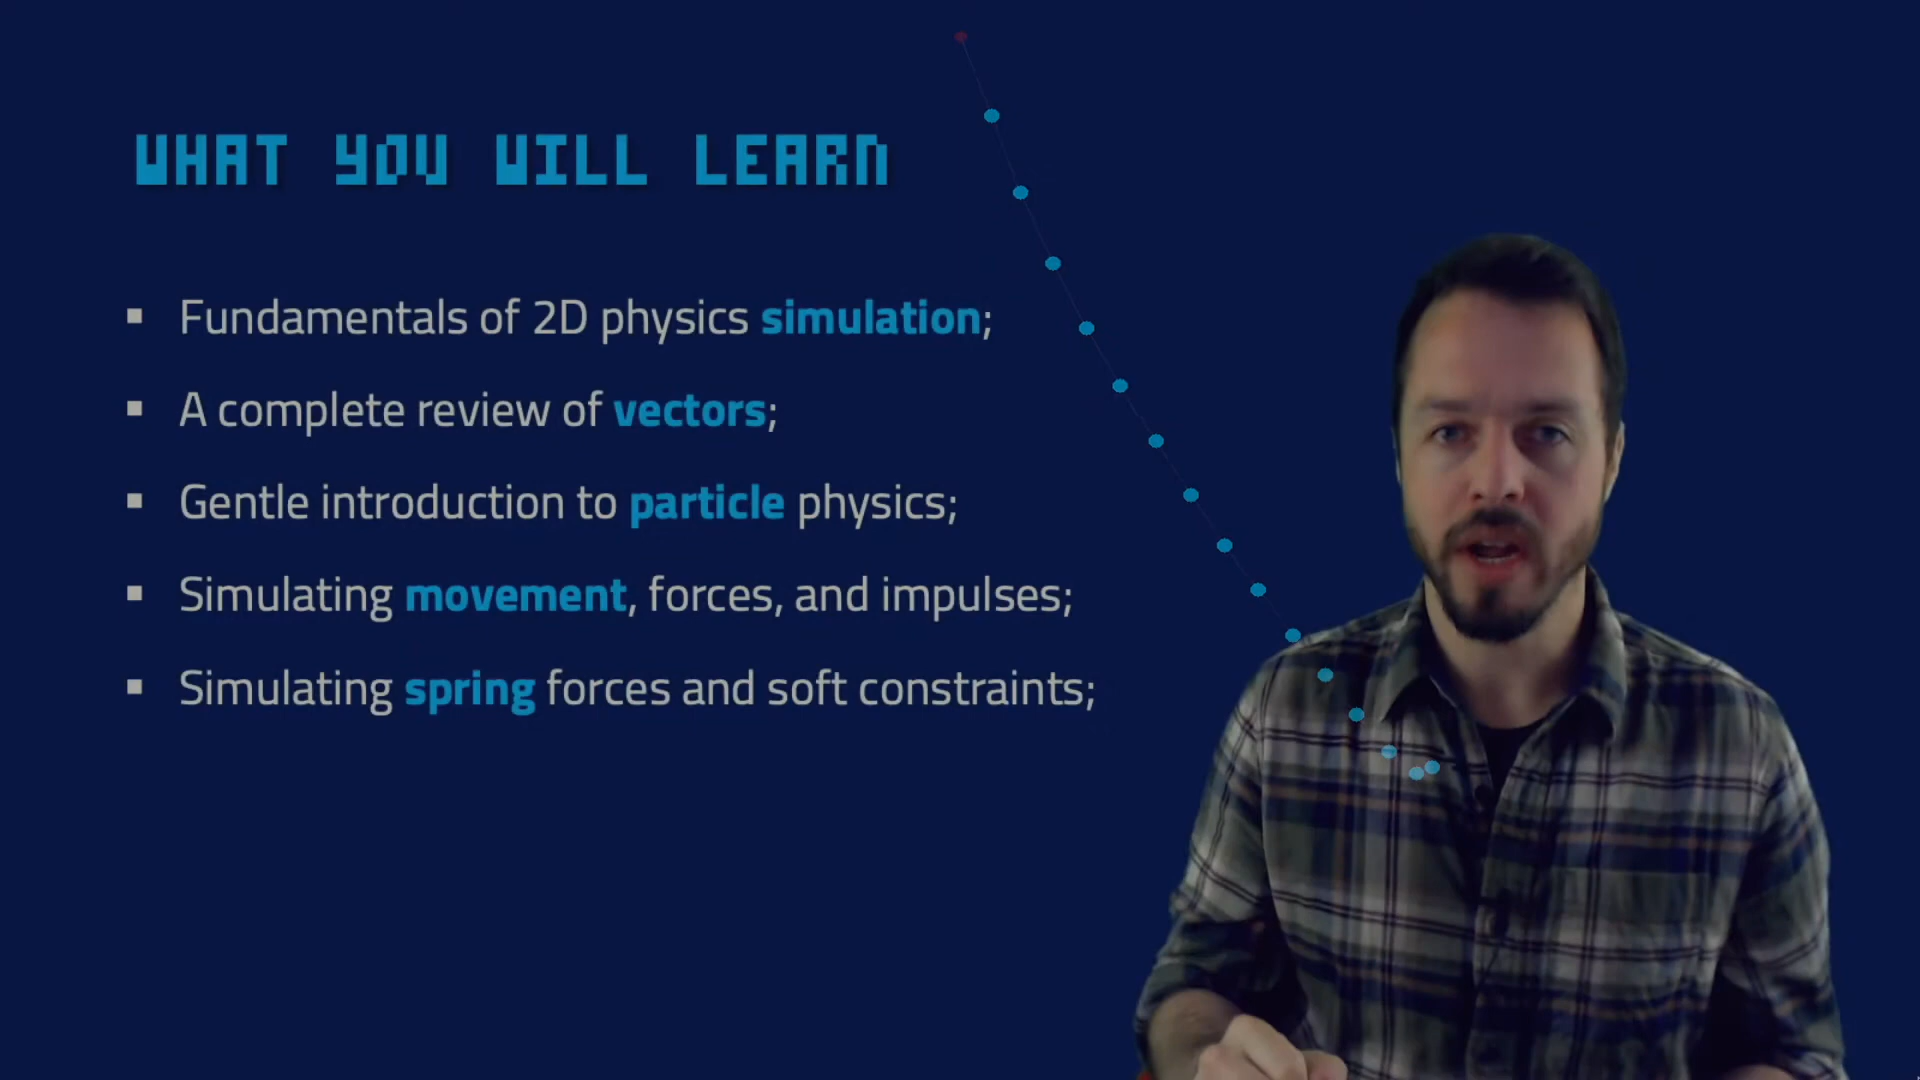 WHAT YOU WILL LEARN
▪ Fundamentals of 2D physics simulation;
▪ A complete review of vectors;
▪ Gentle introduction to particle physics;
▪ Simulating movement, forces, and impulses;
▪ Simulating spring forces and soft constraints;